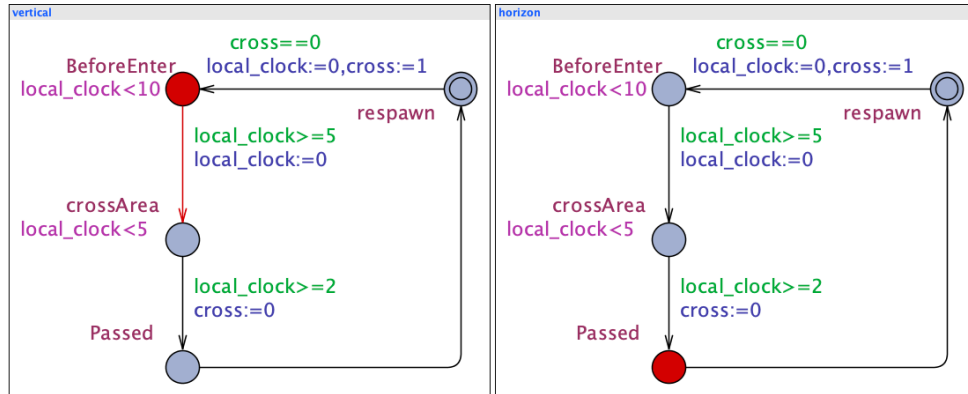 vertical
cross==0
BeforeEnter
local_clock:=0,cross:=1
local_clock<10
respawn
local_clock>=5
local_clock:=0
crossArea
local_clock<5
local_clock>=2
cross:=0
Passed
horizon
cross==0
BeforeEnter
local_clock:=0,cross:=1
local_clock<10
respawn
local_clock>=5
local_clock:=0
crossArea
local_clock<5
local_clock>=2
cross:=0
Passed